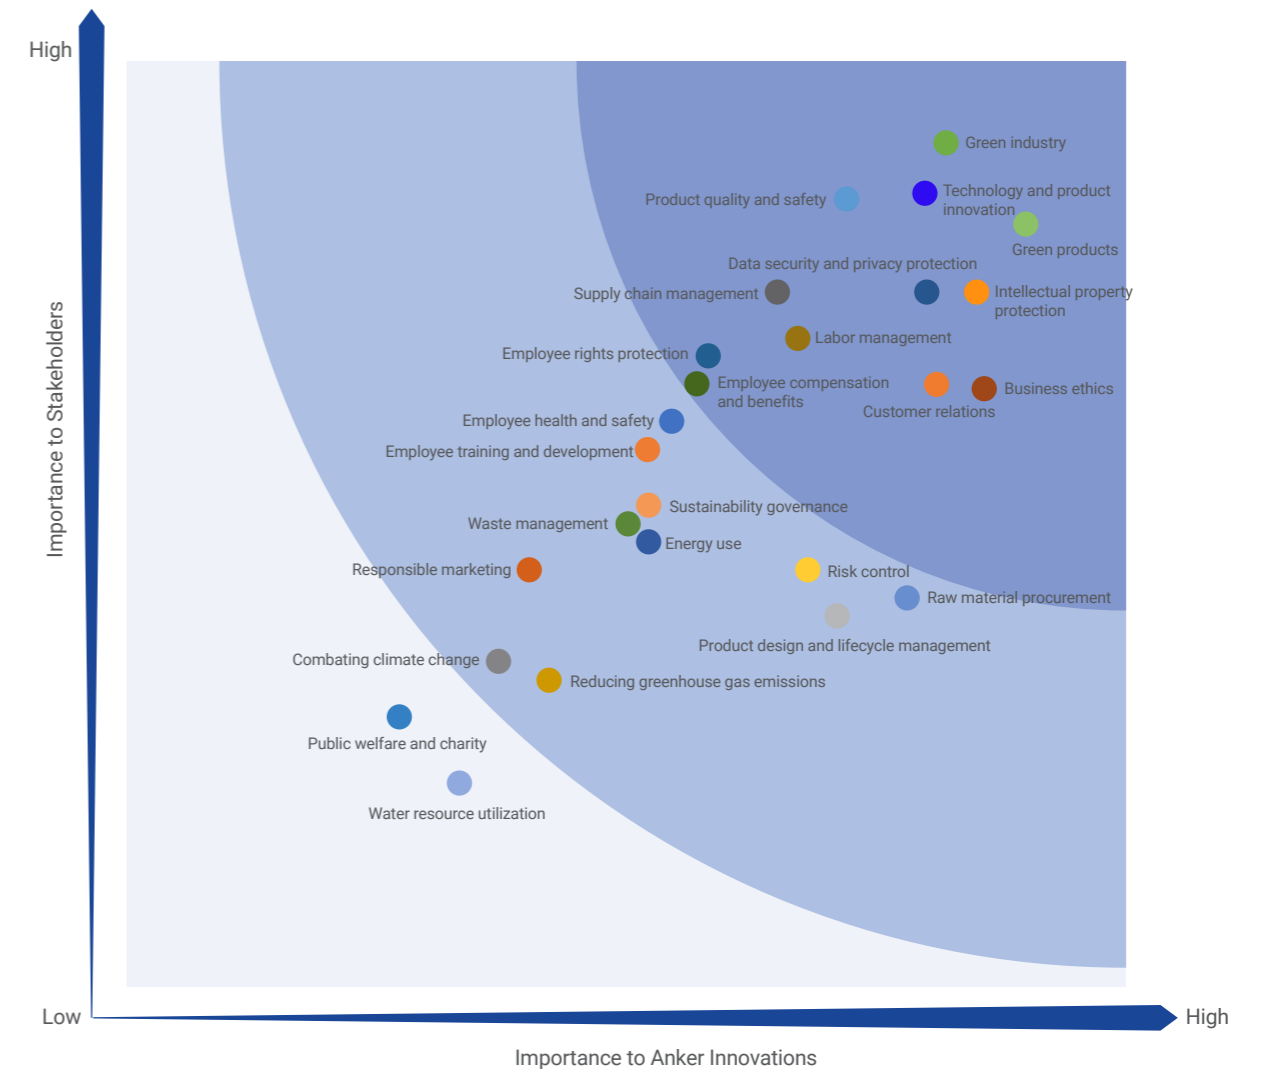 High
Green industry
Technology and product
innovation
Product quality and safety
Green products
Data security and privacy protection
Supply chain management
Intellectual property
protection
Labor management
Employee rights protection
Employee compensation
and benefits
Business ethics
Customer relations
Employee health and safety
Employee training and development
Sustainability governance
Waste management
Energy use
Responsible marketing
Risk control
Raw material procurement
Product design and lifecycle management
Combating climate change
Reducing greenhouse gas emissions
Public welfare and charity
Water resource utilization
Importance to Stakeholders
Low
High
Importance to Anker Innovations